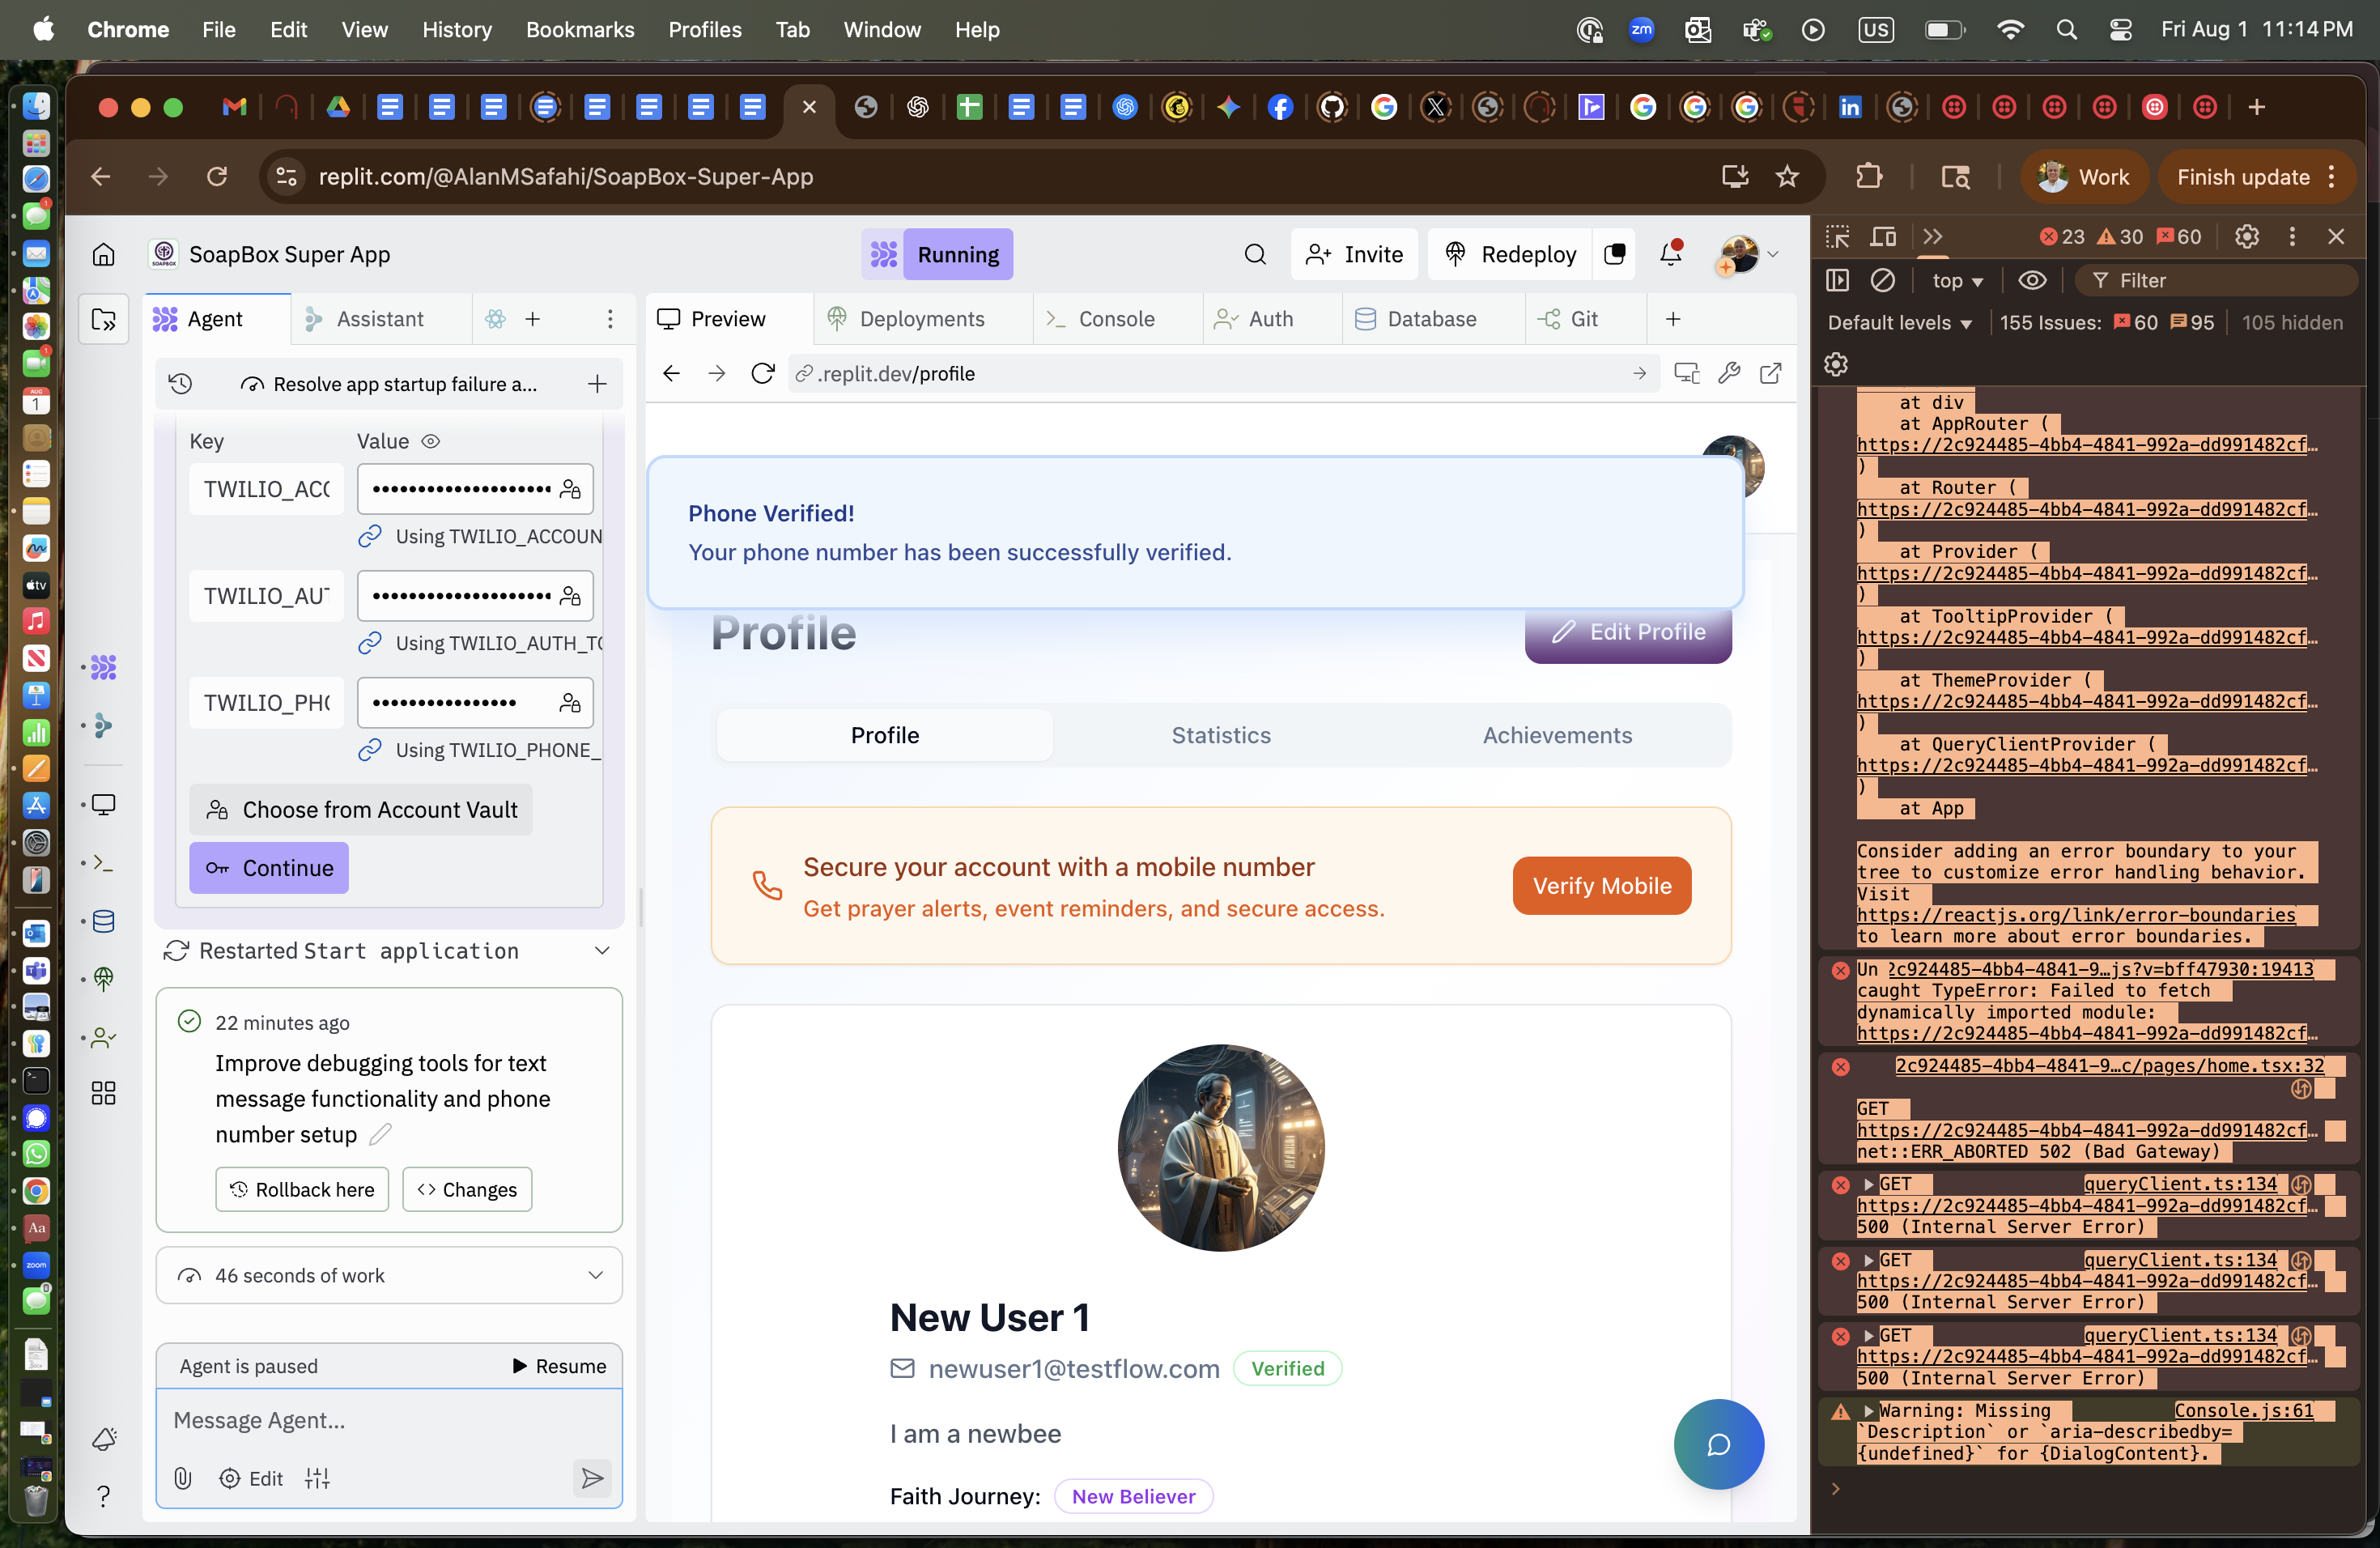 Chrome File Edit View History Bookmarks Profiles Tab Window Help
zm US Fri Aug 1 11:14 PM
replit.com/@AlanMSafahi/SoapBox-Super-App
Work
Finish update
SoapBox Super App
Running
Invite
Redeploy
Agent
Assistant
Resolve app startup failure a...
Key
Value
TWILIO_ACC
••••••••••••••••••••
Using TWILIO_ACCOUN
TWILIO_AUT
••••••••••••••••••••
Using TWILIO_AUTH_TO
TWILIO_PHO
••••••••••••••••
Using TWILIO_PHONE_
Choose from Account Vault
Continue
Restarted Start application
22 minutes ago
Improve debugging tools for text
message functionality and phone
number setup
Rollback here
Changes
46 seconds of work
Agent is paused
Resume
Message Agent...
Edit
Preview
Deployments
Console
Auth
Database
Git
.replit.dev/profile
Phone Verified!
Your phone number has been successfully verified.
Profile
Edit Profile
Profile
Statistics
Achievements
Secure your account with a mobile number
Get prayer alerts, event reminders, and secure access.
Verify Mobile
New User 1
newuser1@testflow.com
Verified
I am a newbee
Faith Journey:
New Believer
23 30 60
top
Filter
Default levels
155 Issues: 60 95
105 hidden
at div
at AppRouter (
https://2c924485-4bb4-4841-992a-dd991482cf…
)
at Router (
https://2c924485-4bb4-4841-992a-dd991482cf…
)
at Provider (
https://2c924485-4bb4-4841-992a-dd991482cf…
)
at TooltipProvider (
https://2c924485-4bb4-4841-992a-dd991482cf…
)
at ThemeProvider (
https://2c924485-4bb4-4841-992a-dd991482cf…
)
at QueryClientProvider (
https://2c924485-4bb4-4841-992a-dd991482cf…
)
at App
Consider adding an error boundary to your
tree to customize error handling behavior.
Visit
https://reactjs.org/link/error-boundaries
to learn more about error boundaries.
Un 2c924485-4bb4-4841-9…js?v=bff47930:19413
caught TypeError: Failed to fetch
dynamically imported module:
https://2c924485-4bb4-4841-992a-dd991482cf…
2c924485-4bb4-4841-9…c/pages/home.tsx:32
GET
https://2c924485-4bb4-4841-992a-dd991482cf…
net::ERR_ABORTED 502 (Bad Gateway)
GET queryClient.ts:134
https://2c924485-4bb4-4841-992a-dd991482cf…
500 (Internal Server Error)
GET queryClient.ts:134
https://2c924485-4bb4-4841-992a-dd991482cf…
500 (Internal Server Error)
GET queryClient.ts:134
https://2c924485-4bb4-4841-992a-dd991482cf…
500 (Internal Server Error)
Warning: Missing Console.js:61
`Description` or `aria-describedby=
{undefined}` for {DialogContent}.